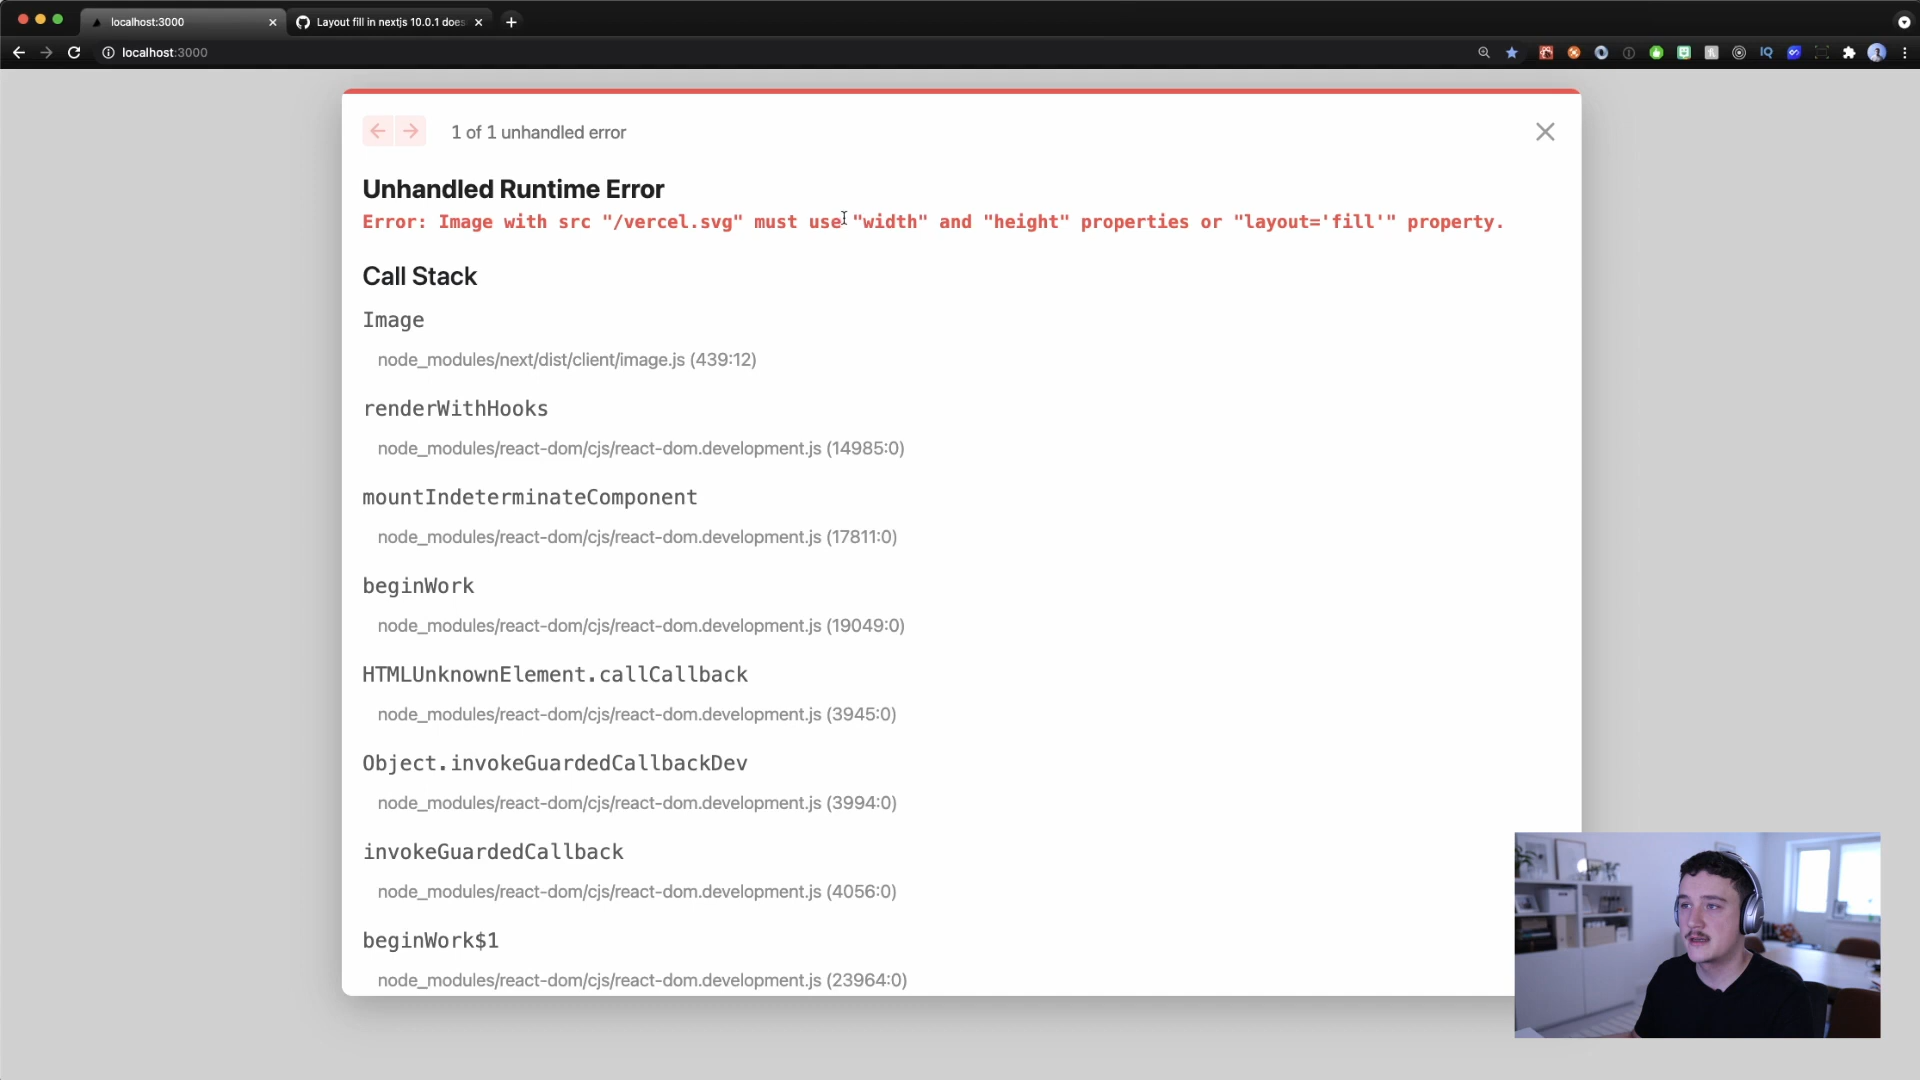 localhost:3000
Layout fill in nextjs 10.0.1 does
localhost:3000
IQ
1 of 1 unhandled error
Unhandled Runtime Error
Error: Image with src "/vercel.svg" must use "width" and "height" properties or "layout='fill'" property.
Call Stack
Image
node_modules/next/dist/client/image.js (439:12)
renderWithHooks
node_modules/react-dom/cjs/react-dom.development.js (14985:0)
mountIndeterminateComponent
node_modules/react-dom/cjs/react-dom.development.js (17811:0)
beginWork
node_modules/react-dom/cjs/react-dom.development.js (19049:0)
HTMLUnknownElement.callCallback
node_modules/react-dom/cjs/react-dom.development.js (3945:0)
Object.invokeGuardedCallbackDev
node_modules/react-dom/cjs/react-dom.development.js (3994:0)
invokeGuardedCallback
node_modules/react-dom/cjs/react-dom.development.js (4056:0)
beginWork$1
node_modules/react-dom/cjs/react-dom.development.js (23964:0)